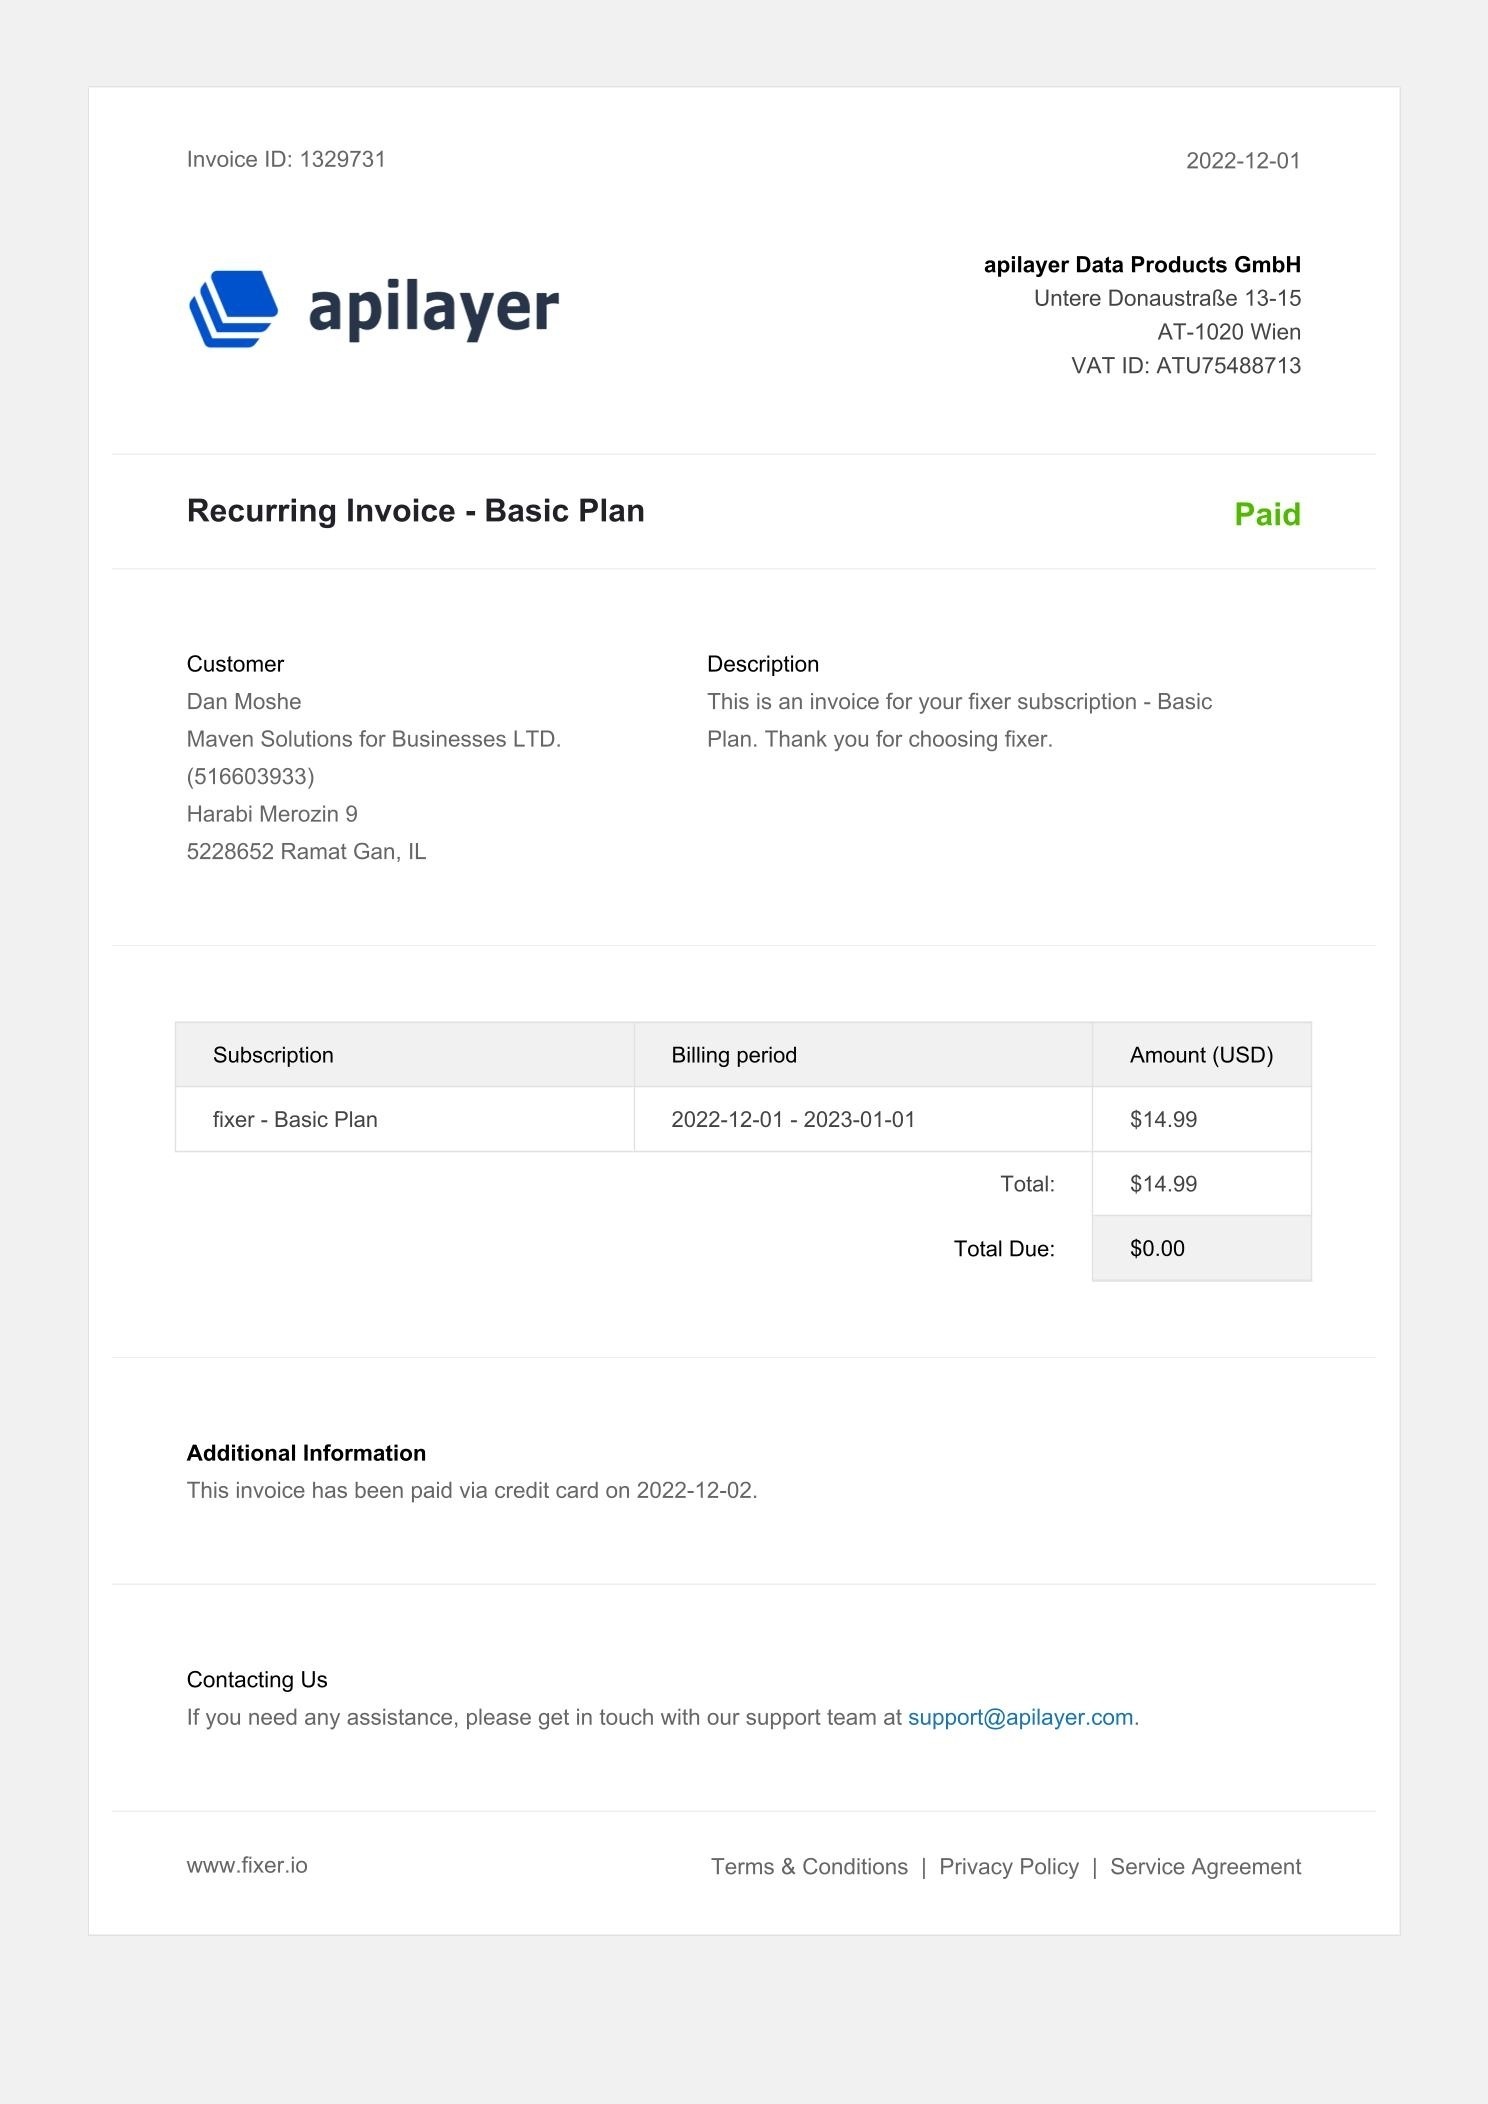 Invoice ID: 1329731
2022-12-01
apilayer
apilayer Data Products GmbH
Untere Donaustraße 13-15
AT-1020 Wien
VAT ID: ATU75488713
Recurring Invoice - Basic Plan
Paid
Customer
Dan Moshe
Maven Solutions for Businesses LTD.
(516603933)
Harabi Merozin 9
5228652 Ramat Gan, IL
Description
This is an invoice for your fixer subscription - Basic
Plan. Thank you for choosing fixer.
Subscription Billing period Amount (USD)
fixer - Basic Plan 2022-12-01 - 2023-01-01 $14.99
Total: $14.99
Total Due: $0.00
Additional Information
This invoice has been paid via credit card on 2022-12-02.
Contacting Us
If you need any assistance, please get in touch with our support team at support@apilayer.com.
www.fixer.io
Terms & Conditions | Privacy Policy | Service Agreement